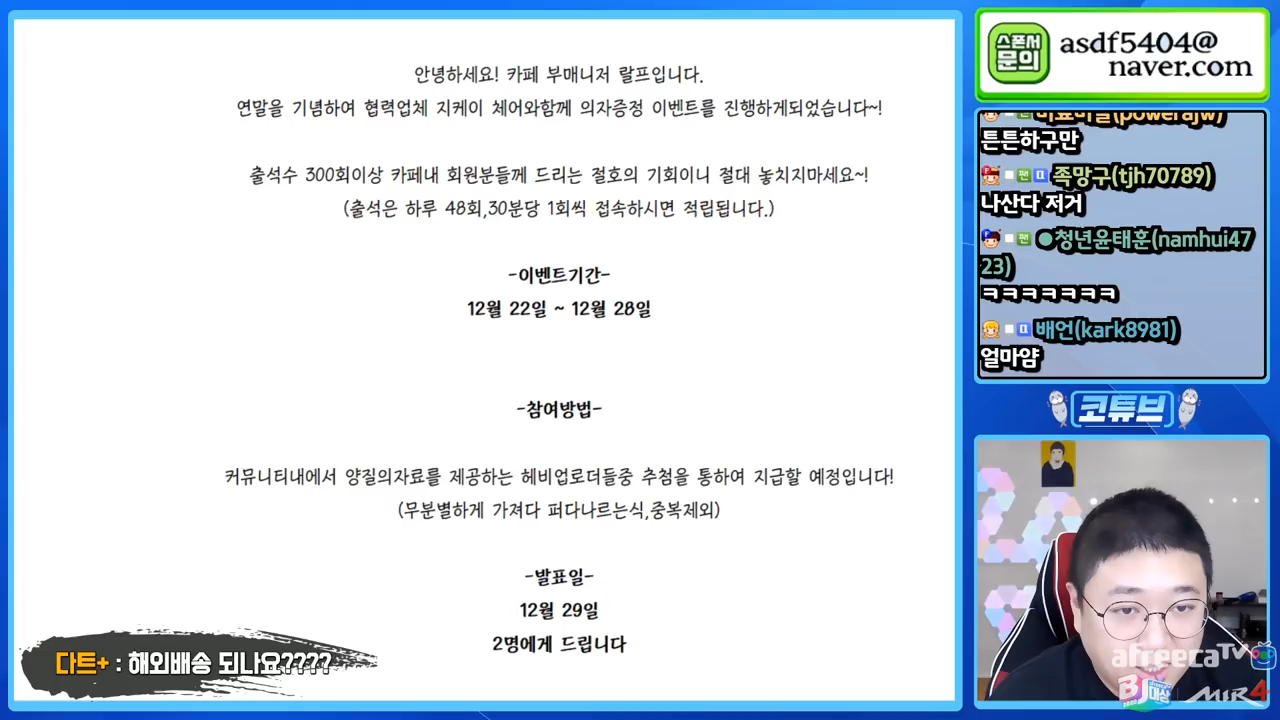 안녕하세요! 카페 부매니저 랄프입니다.
연말을 기념하여 협력업체 지케이 체어와함께 의자증정 이벤트를 진행하게되었습니다~!
출석수 300회이상 카페내 회원분들께 드리는 절호의 기회이니 절대 놓치지마세요~!
(출석은 하루 48회,30분당 1회씩 접속하시면 적립됩니다.)
-이벤트기간-
12월 22일 ~ 12월 28일
-참여방법-
커뮤니티내에서 양질의자료를 제공하는 헤비업로더들중 추첨을 통하여 지급할 예정입니다!
(무분별하게 가져다 퍼다나르는식,중복제외)
-발표일-
12월 29일
2명에게 드립니다
다트+ : 해외배송 되나요????
스폰서
문의
asdf5404@
naver.com
(powerajw)
튼튼하구만
팬 족망구(tjh70789)
나산다 저거
팬 ●청년윤태훈(namhui47
23)
ㅋㅋㅋㅋㅋㅋㅋ
배언(kark8981)
얼마얌
코튜브
afreecaTV
BJ대상
MIR4